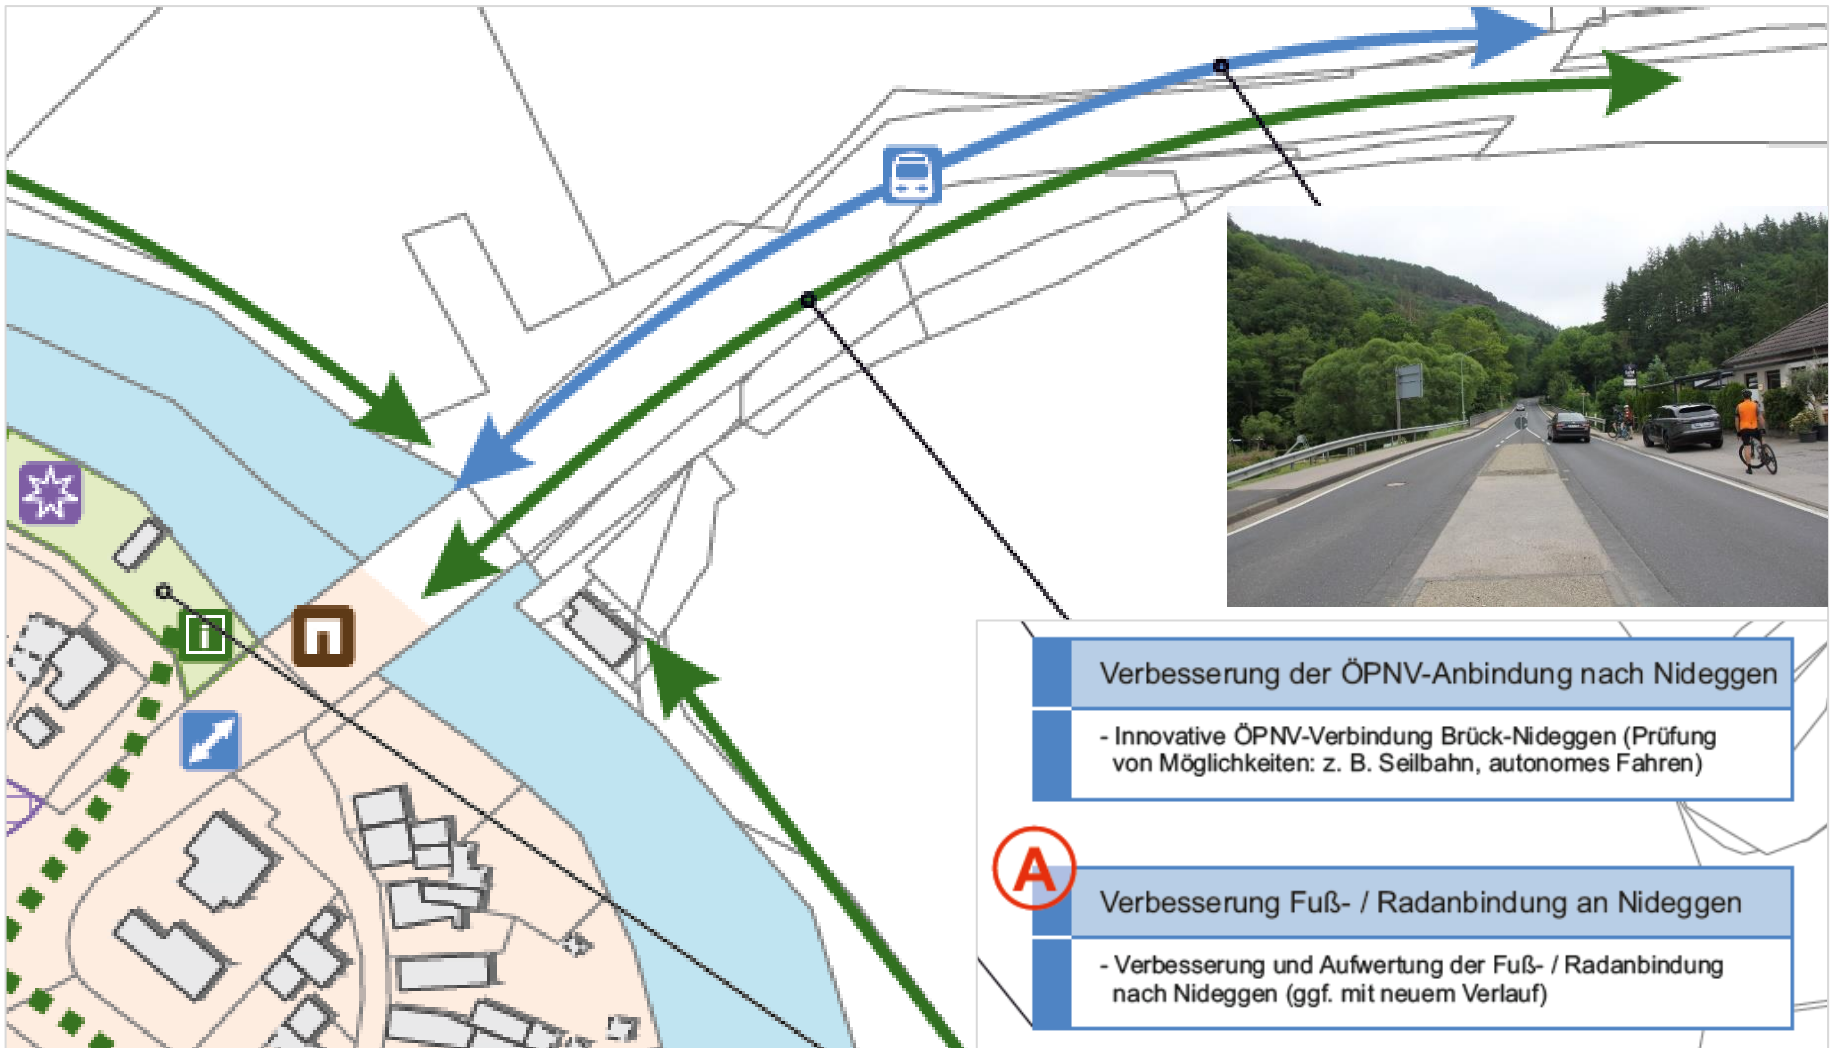 i
Verbesserung der ÖPNV-Anbindung nach Nideggen
- Innovative ÖPNV-Verbindung Brück-Nideggen (Prüfung
von Möglichkeiten: z. B. Seilbahn, autonomes Fahren)
A
Verbesserung Fuß- / Radanbindung an Nideggen
- Verbesserung und Aufwertung der Fuß- / Radanbindung
nach Nideggen (ggf. mit neuem Verlauf)